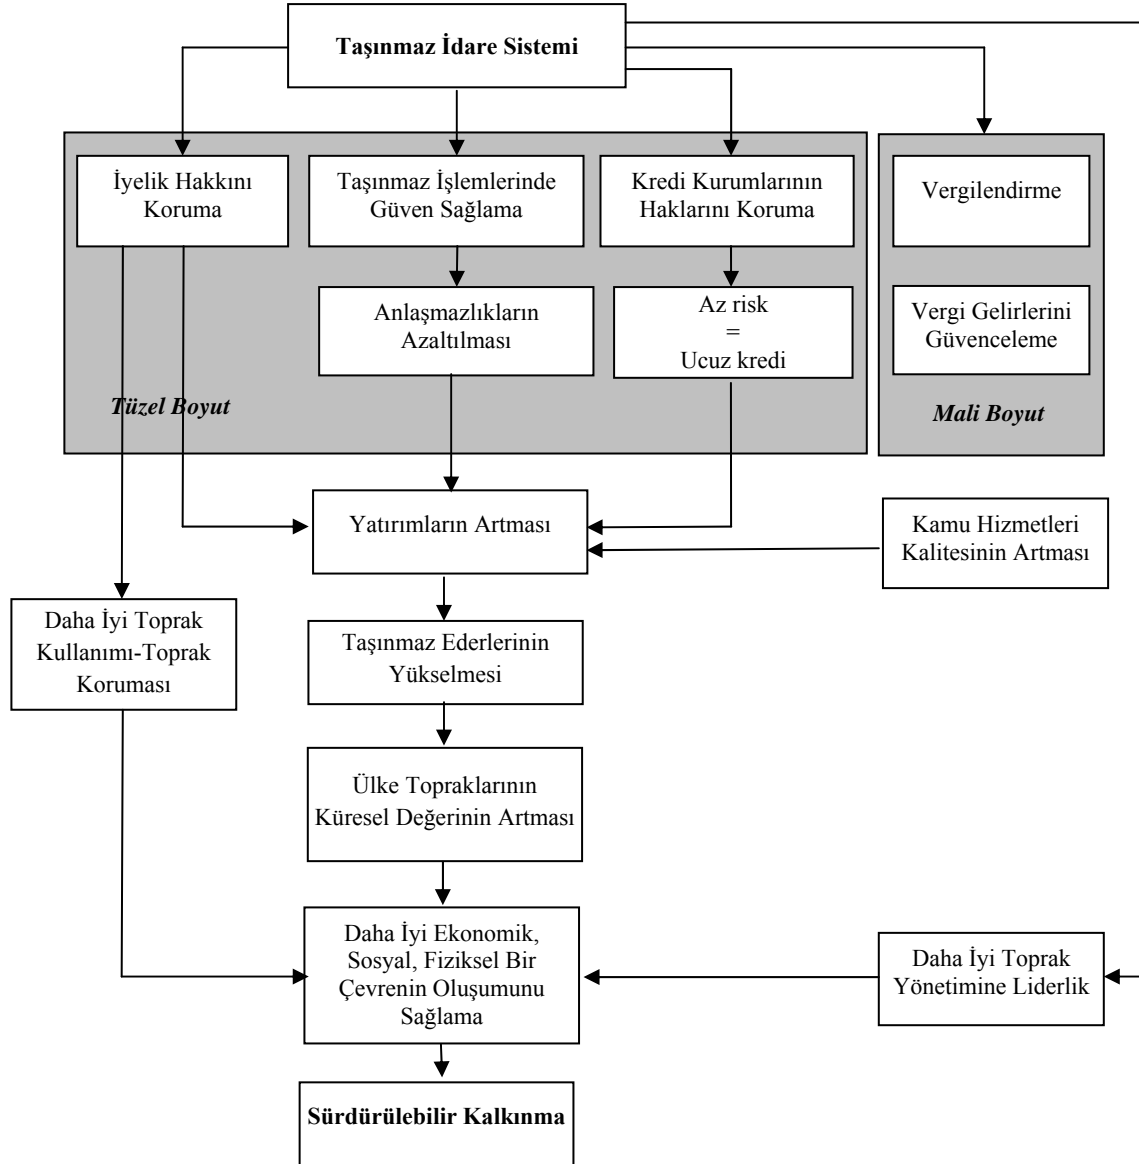 Taşınmaz İdare Sistemi
İyelik Hakkını
Koruma
Taşınmaz İşlemlerinde
Güven Sağlama
Kredi Kurumlarının
Haklarını Koruma
Vergilendirme
Anlaşmazlıkların
Azaltılması
Az risk
=
Ucuz kredi
Vergi Gelirlerini
Güvenceleme
Tüzel Boyut
Mali Boyut
Yatırımların Artması
Kamu Hizmetleri
Kalitesinin Artması
Daha İyi Toprak
Kullanımı-Toprak
Koruması
Taşınmaz Ederlerinin
Yükselmesi
Ülke Topraklarının
Küresel Değerinin Artması
Daha İyi Ekonomik,
Sosyal, Fiziksel Bir
Çevrenin Oluşumunu
Sağlama
Daha İyi Toprak
Yönetimine Liderlik
Sürdürülebilir Kalkınma